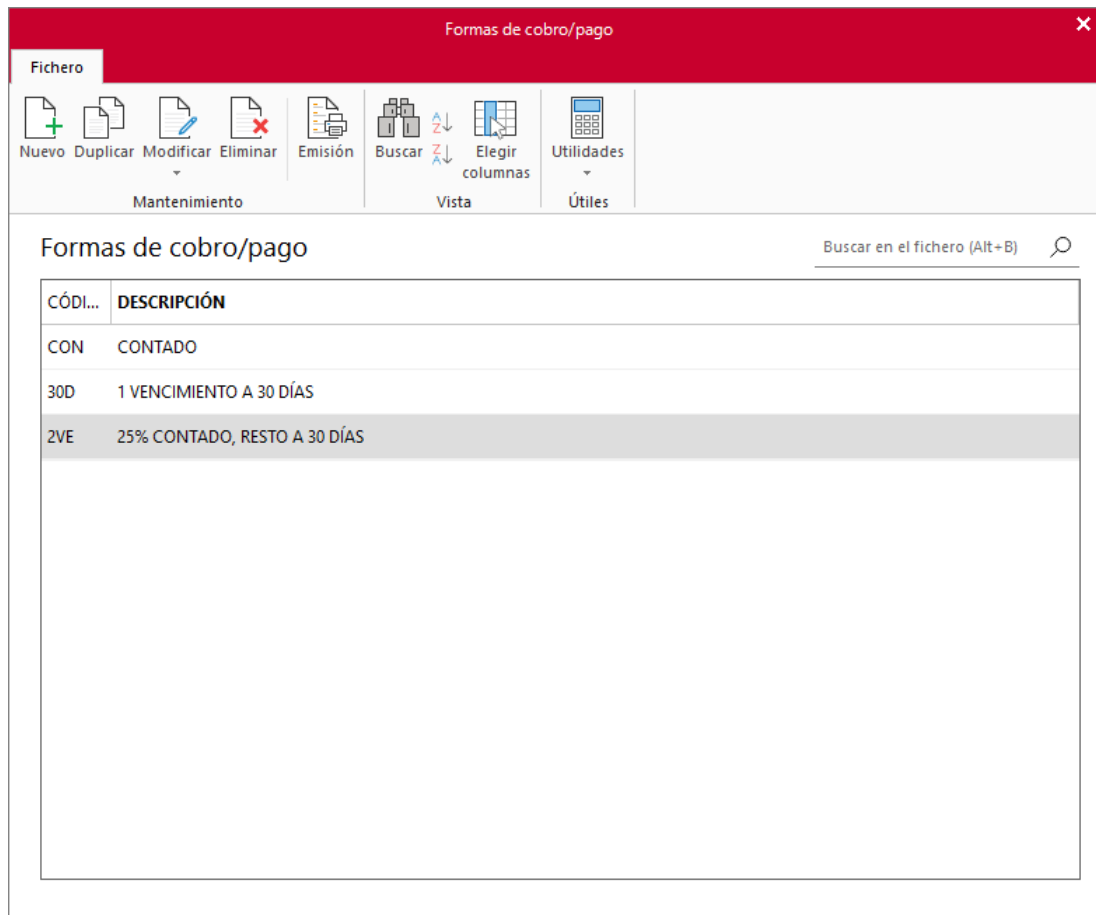 Formas de cobro/pago
Fichero
Nuevo Duplicar Modificar Eliminar Emisión Buscar Elegir columnas Utilidades
Mantenimiento Vista Útiles
Formas de cobro/pago Buscar en el fichero (Alt+B)
CÓDI... DESCRIPCIÓN
CON CONTADO
30D 1 VENCIMIENTO A 30 DÍAS
2VE 25% CONTADO, RESTO A 30 DÍAS